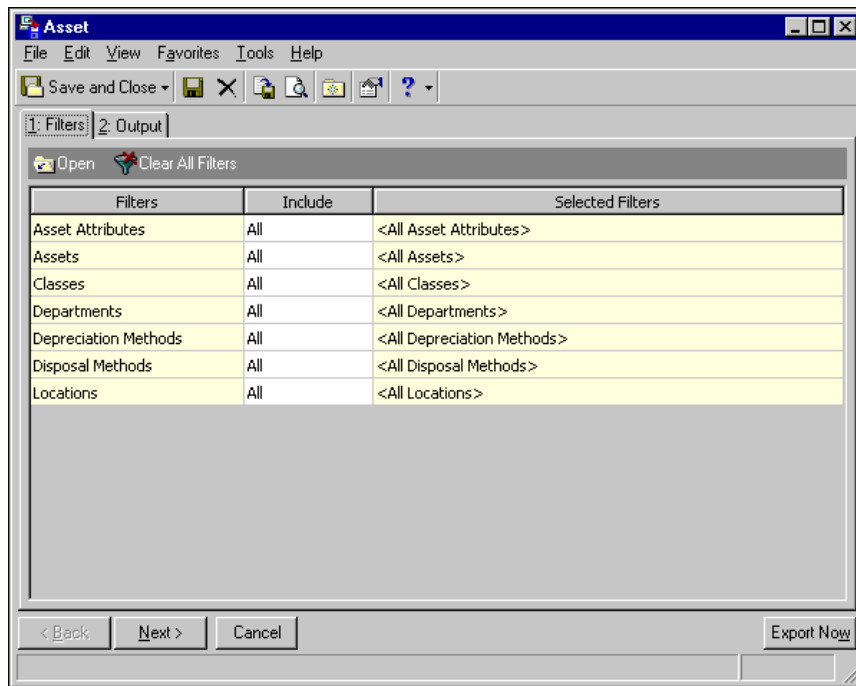 Asset
File Edit View Favorites Tools Help
Save and Close
1: Filters 2: Output
Open Clear All Filters
Filters Include Selected Filters
Asset Attributes All <All Asset Attributes>
Assets All <All Assets>
Classes All <All Classes>
Departments All <All Departments>
Depreciation Methods All <All Depreciation Methods>
Disposal Methods All <All Disposal Methods>
Locations All <All Locations>
< Back Next > Cancel Export Now